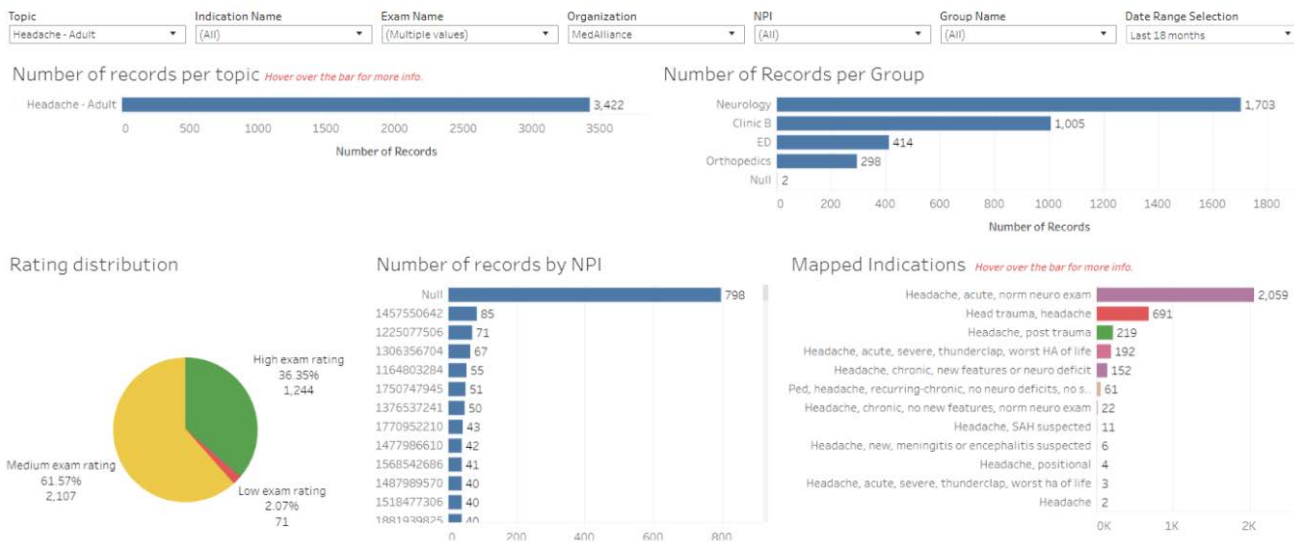 Topic Indication Name Exam Name Organization NPI Group Name Date Range Selection
Headache - Adult (All) (Multiple values) MedAlliance (All) (All) Last 18 months
Number of records per topic Hover over the bar for more info.
Headache - Adult 3,422
0 500 1000 1500 2000 2500 3000 3500
Number of Records
Number of Records per Group
Neurology 1,703
Clinic B 1,005
ED 414
Orthopedics 298
Null 2
0 200 400 600 800 1000 1200 1400 1600 1800
Number of Records
Rating distribution
High exam rating
36.35%
1,244
Medium exam rating
61.57%
2,107
Low exam rating
2.07%
71
Number of records by NPI
Null 798
1457550642 85
1225077506 71
1306356704 67
1164803284 55
1750747945 51
1376537241 50
1770952210 43
1477986610 42
1568542686 41
1487989570 40
1518477306 40
1881939825 40
0 200 400 600 800
Mapped Indications Hover over the bar for more info.
Headache, acute, norm neuro exam 2,059
Head trauma, headache 691
Headache, post trauma 219
Headache, acute, severe, thunderclap, worst HA of life 192
Headache, chronic, new features or neuro deficit 152
Ped, headache, recurring-chronic, no neuro deficits, no s.. 61
Headache, chronic, no new features, norm neuro exam 22
Headache, SAH suspected 11
Headache, new, meningitis or encephalitis suspected 6
Headache, positional 4
Headache, acute, severe, thunderclap, worst ha of life 3
Headache 2
0K 1K 2K